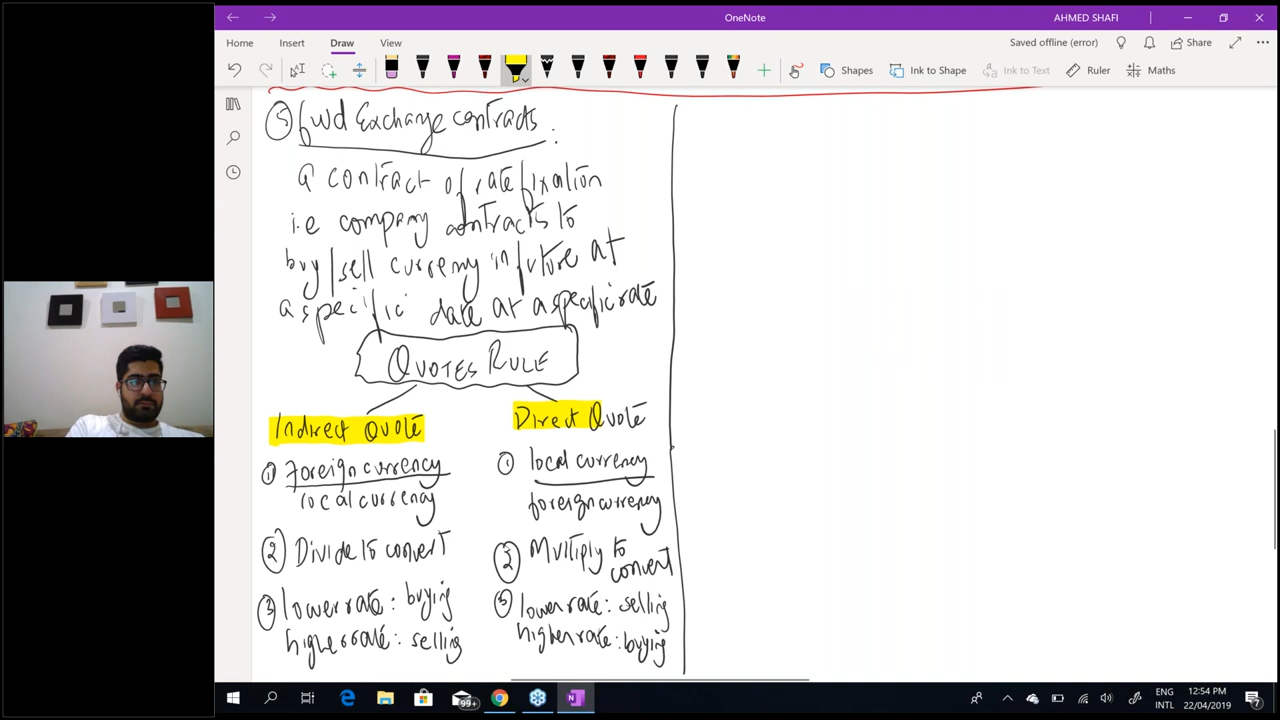 OneNote
AHMED SHAFI
Home Insert Draw View
Saved offline (error)
Share
Shapes
Ink to Shape
Ink to Text
Ruler
Maths
5 fwd Exchange contracts.
a contract of rate fixation
i.e company contracts to
buy/sell currency in future at
a specific date at a specific rate
QUOTES RULE
Indirect Quote
① Foreign currency
local currency
② Divide to convert
③ lower rate: buying
higher rate: selling
Direct Quote
① local currency
foreign currency
② Multiply to
convert
③ lower rate: selling
higher rate: buying
99+
ENG
INTL
12:54 PM
22/04/2019
7